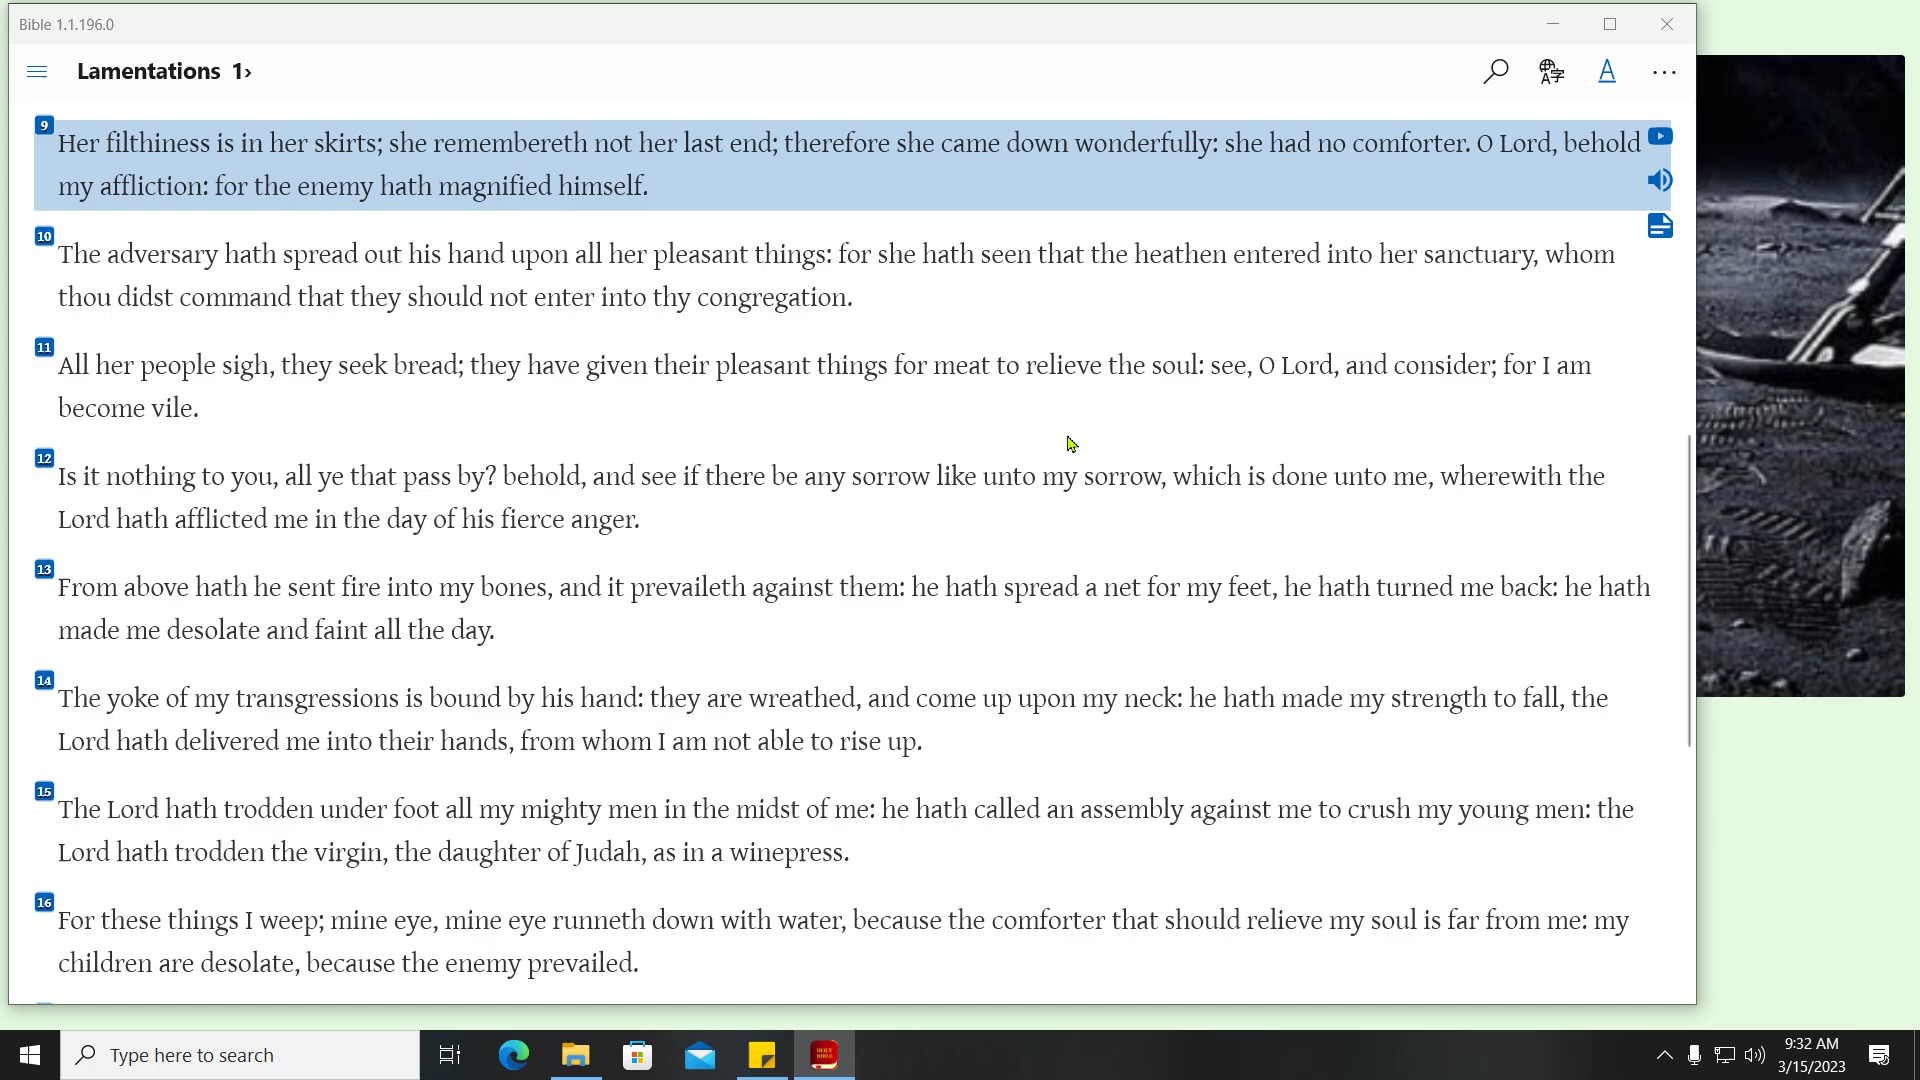 Bible 1.1.196.0
Lamentations 1›
9
Her filthiness is in her skirts; she remembereth not her last end; therefore she came down wonderfully: she had no comforter. O Lord, behold
my affliction: for the enemy hath magnified himself.
10
The adversary hath spread out his hand upon all her pleasant things: for she hath seen that the heathen entered into her sanctuary, whom
thou didst command that they should not enter into thy congregation.
11
All her people sigh, they seek bread; they have given their pleasant things for meat to relieve the soul: see, O Lord, and consider; for I am
become vile.
12
Is it nothing to you, all ye that pass by? behold, and see if there be any sorrow like unto my sorrow, which is done unto me, wherewith the
Lord hath afflicted me in the day of his fierce anger.
13
From above hath he sent fire into my bones, and it prevaileth against them: he hath spread a net for my feet, he hath turned me back: he hath
made me desolate and faint all the day.
14
The yoke of my transgressions is bound by his hand: they are wreathed, and come up upon my neck: he hath made my strength to fall, the
Lord hath delivered me into their hands, from whom I am not able to rise up.
15
The Lord hath trodden under foot all my mighty men in the midst of me: he hath called an assembly against me to crush my young men: the
Lord hath trodden the virgin, the daughter of Judah, as in a winepress.
16
For these things I weep; mine eye, mine eye runneth down with water, because the comforter that should relieve my soul is far from me: my
children are desolate, because the enemy prevailed.
Type here to search
HOLY
BIBLE
9:32 AM
3/15/2023